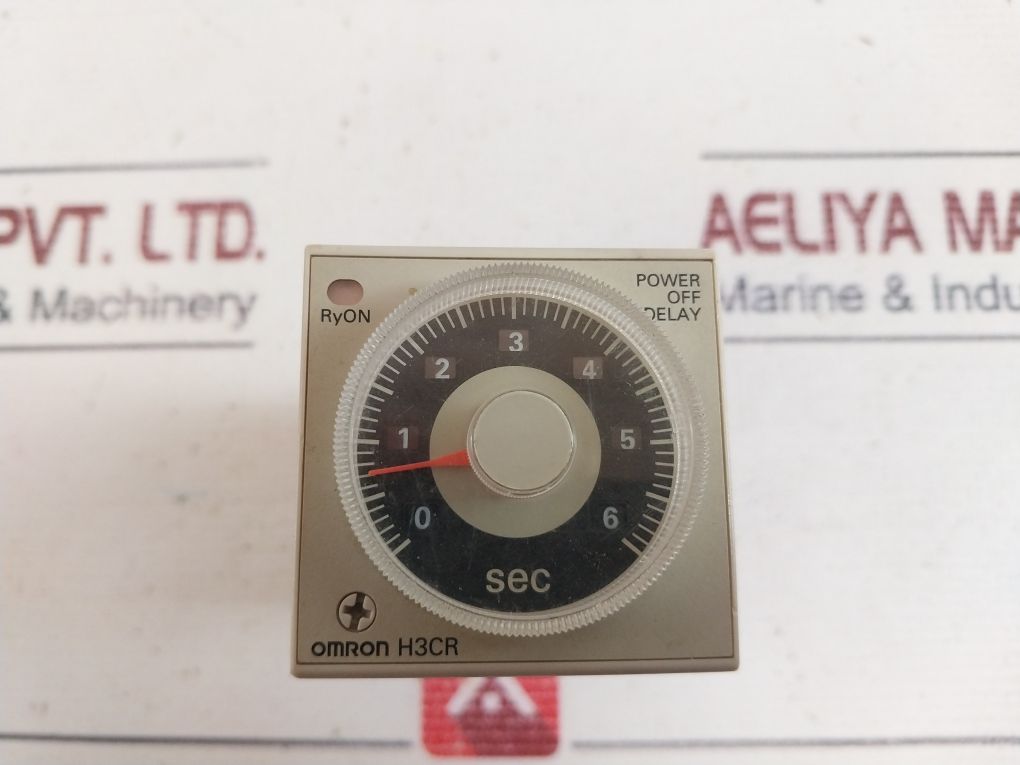 PVT. LTD.
& Machinery
AELIYA MA
Marine & Indu
RyON
POWER
OFF
DELAY
3
2
4
1
5
0
6
sec
OMRON H3CR